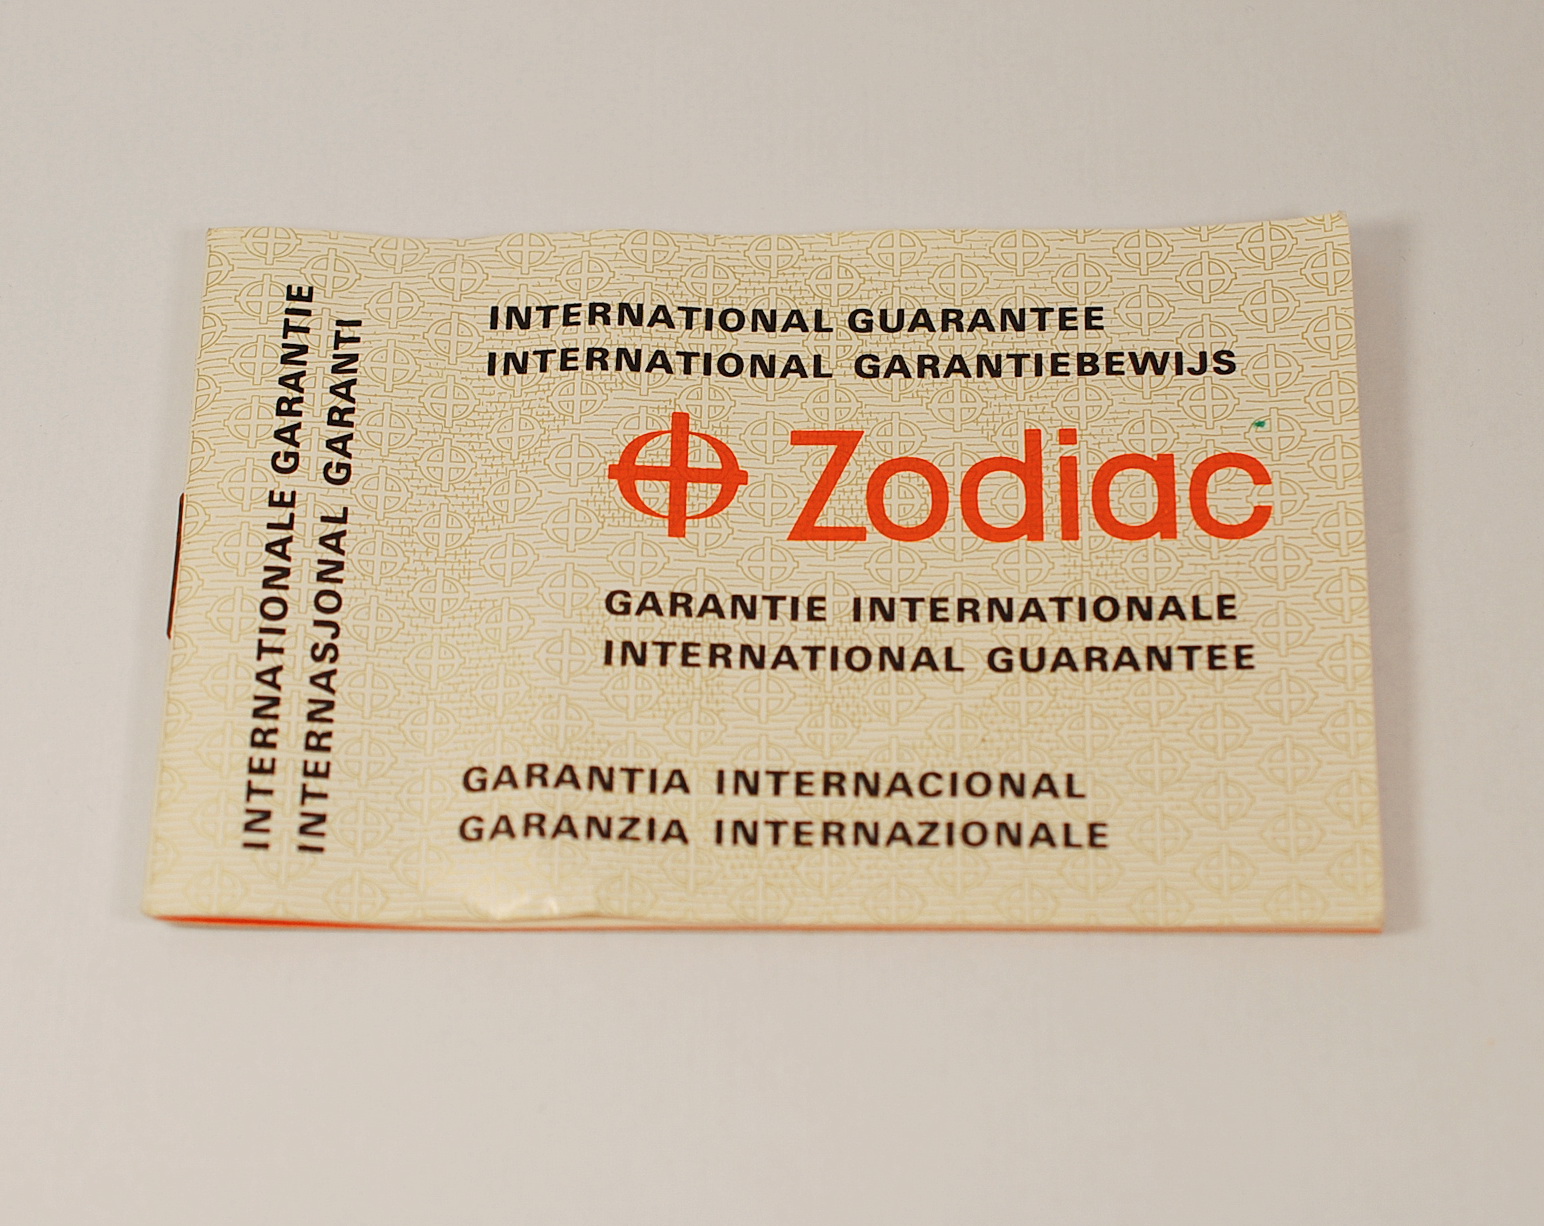 INTERNATIONALE GARANTIE
INTERNASJONAL GARANTI
INTERNATIONAL GUARANTEE
INTERNATIONAL GARANTIEBEWIJS
Zodiac
GARANTIE INTERNATIONALE
INTERNATIONAL GUARANTEE
GARANTIA INTERNACIONAL
GARANZIA INTERNAZIONALE